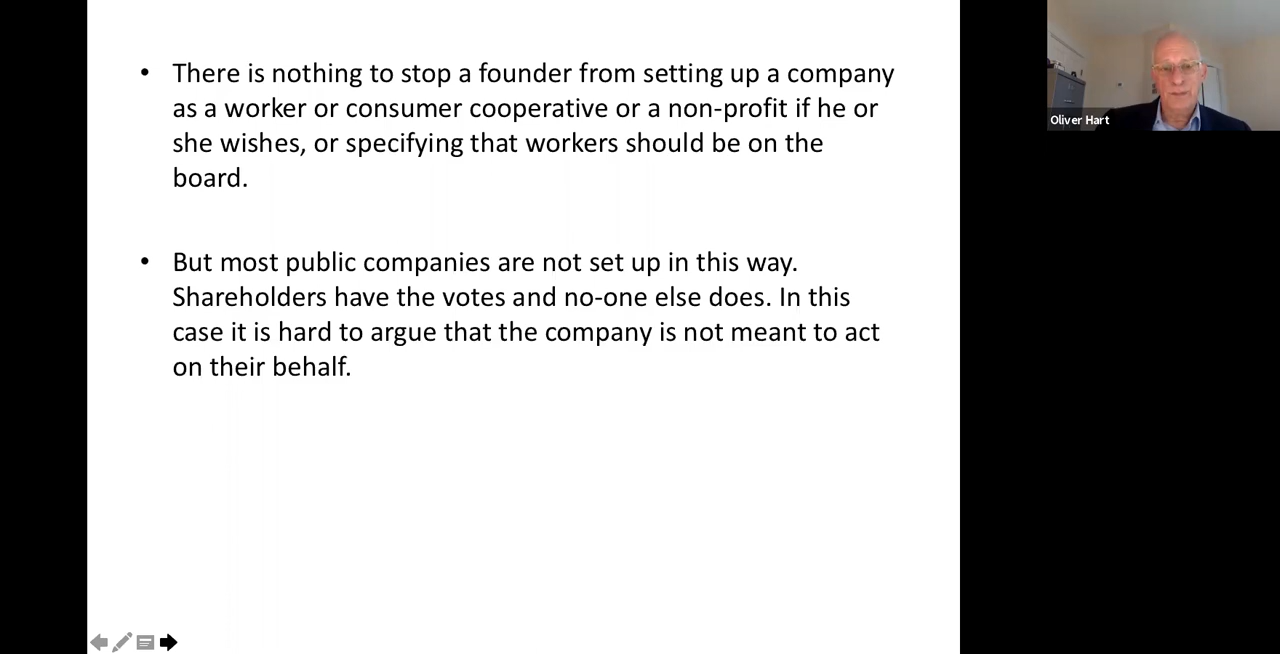 • There is nothing to stop a founder from setting up a company
as a worker or consumer cooperative or a non-profit if he or
she wishes, or specifying that workers should be on the
board.
• But most public companies are not set up in this way.
Shareholders have the votes and no-one else does. In this
case it is hard to argue that the company is not meant to act
on their behalf.
Oliver Hart